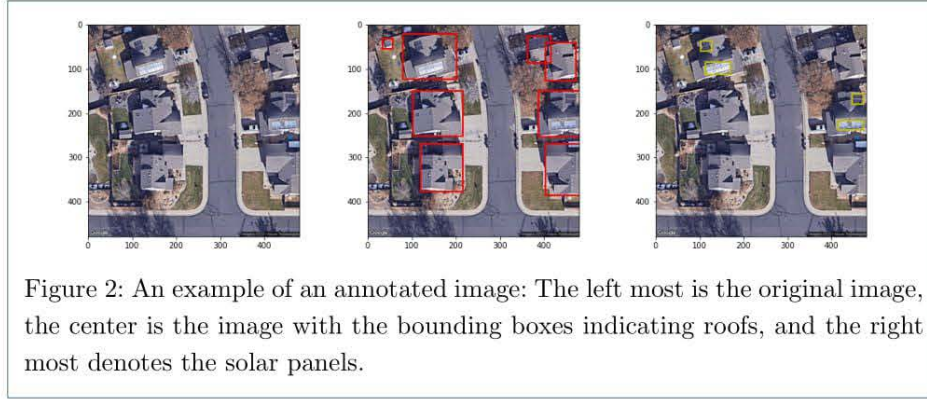 0
100
200
300
400
0 100 200 300 400
0
100
200
300
400
0 100 200 300 400
0
100
200
300
400
0 100 200 300 400
Google
Google
Google
Figure 2: An example of an annotated image: The left most is the original image,
the center is the image with the bounding boxes indicating roofs, and the right
most denotes the solar panels.